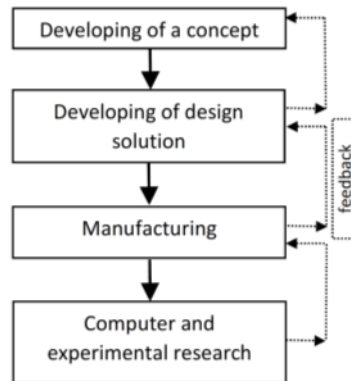 Developing of a concept
Developing of design
solution
feedback
Manufacturing
Computer and
experimental research